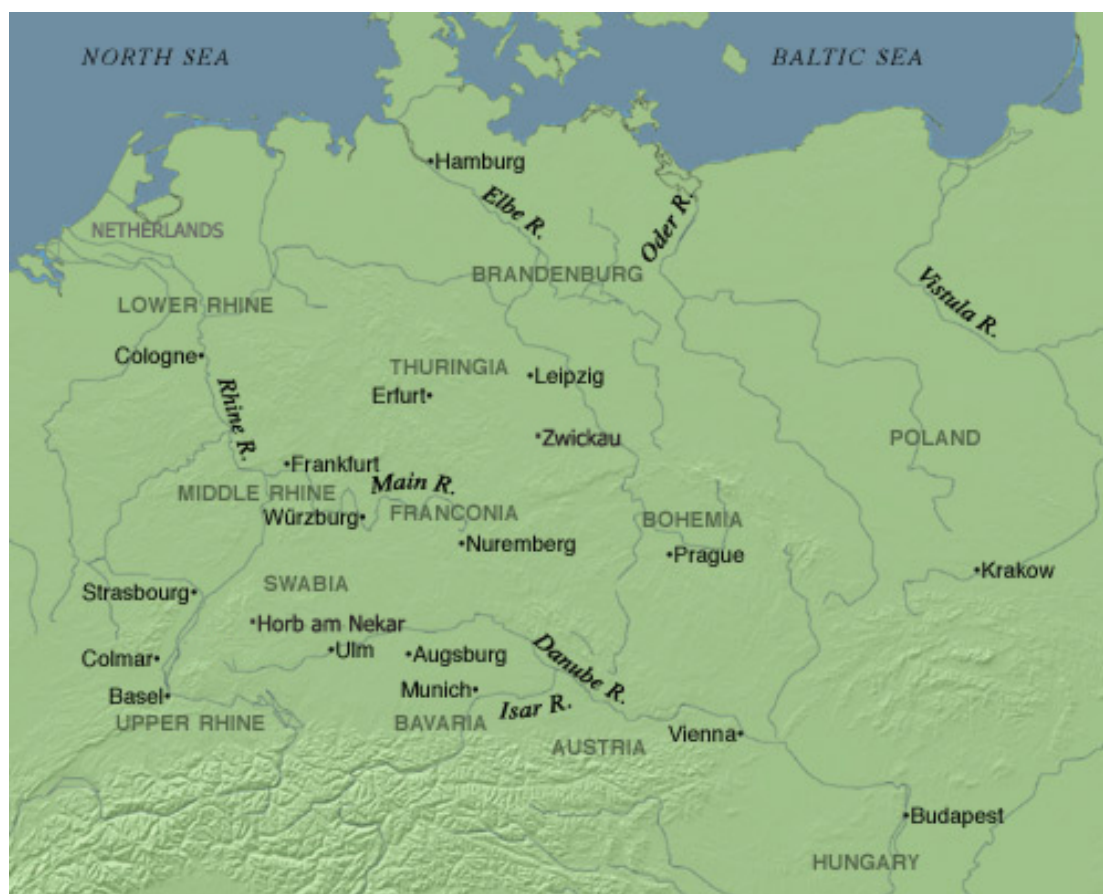 NORTH SEA
BALTIC SEA
Hamburg
Elbe R.
Oder R.
NETHERLANDS
BRANDENBURG
Vistula R.
LOWER RHINE
Cologne
THURINGIA
Leipzig
Erfurt
Rhine R.
Zwickau
POLAND
Frankfurt
Main R.
MIDDLE RHINE
Würzburg
FRANCONIA
BOHEMIA
Nuremberg
Prague
Krakow
SWABIA
Strasbourg
Horb am Nekar
Ulm
Augsburg
Danube R.
Colmar
Munich
Basel
Isar R.
UPPER RHINE
BAVARIA
Vienna
AUSTRIA
Budapest
HUNGARY